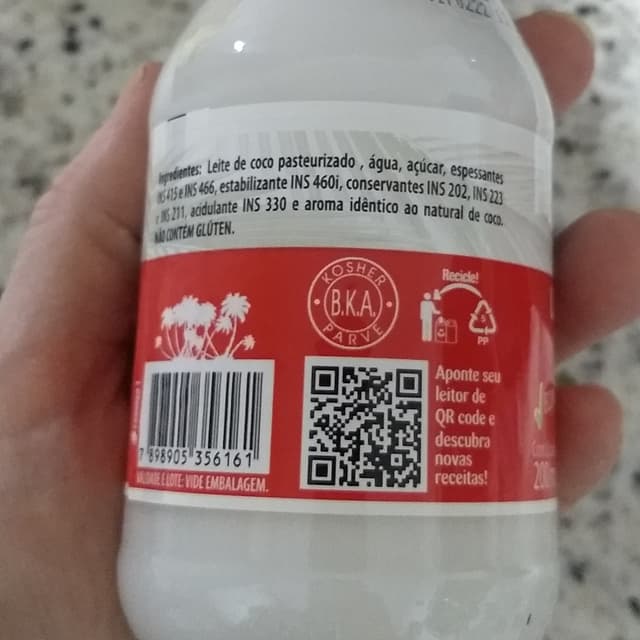 Ingredientes: Leite de coco pasteurizado , água, açúcar, espessantes
INS 415 e INS 466, estabilizante INS 460i, conservantes INS 202, INS 223
e INS 211, acidulante INS 330 e aroma idêntico ao natural de coco.
NÃO CONTÉM GLÚTEN.
KOSHER
B.K.A.
PARVE
Recicle!
5
PP
7 898905 356161
VALIDADE E LOTE: VIDE EMBALAGEM.
Aponte seu
leitor de
QR code e
descubra
novas
receitas!